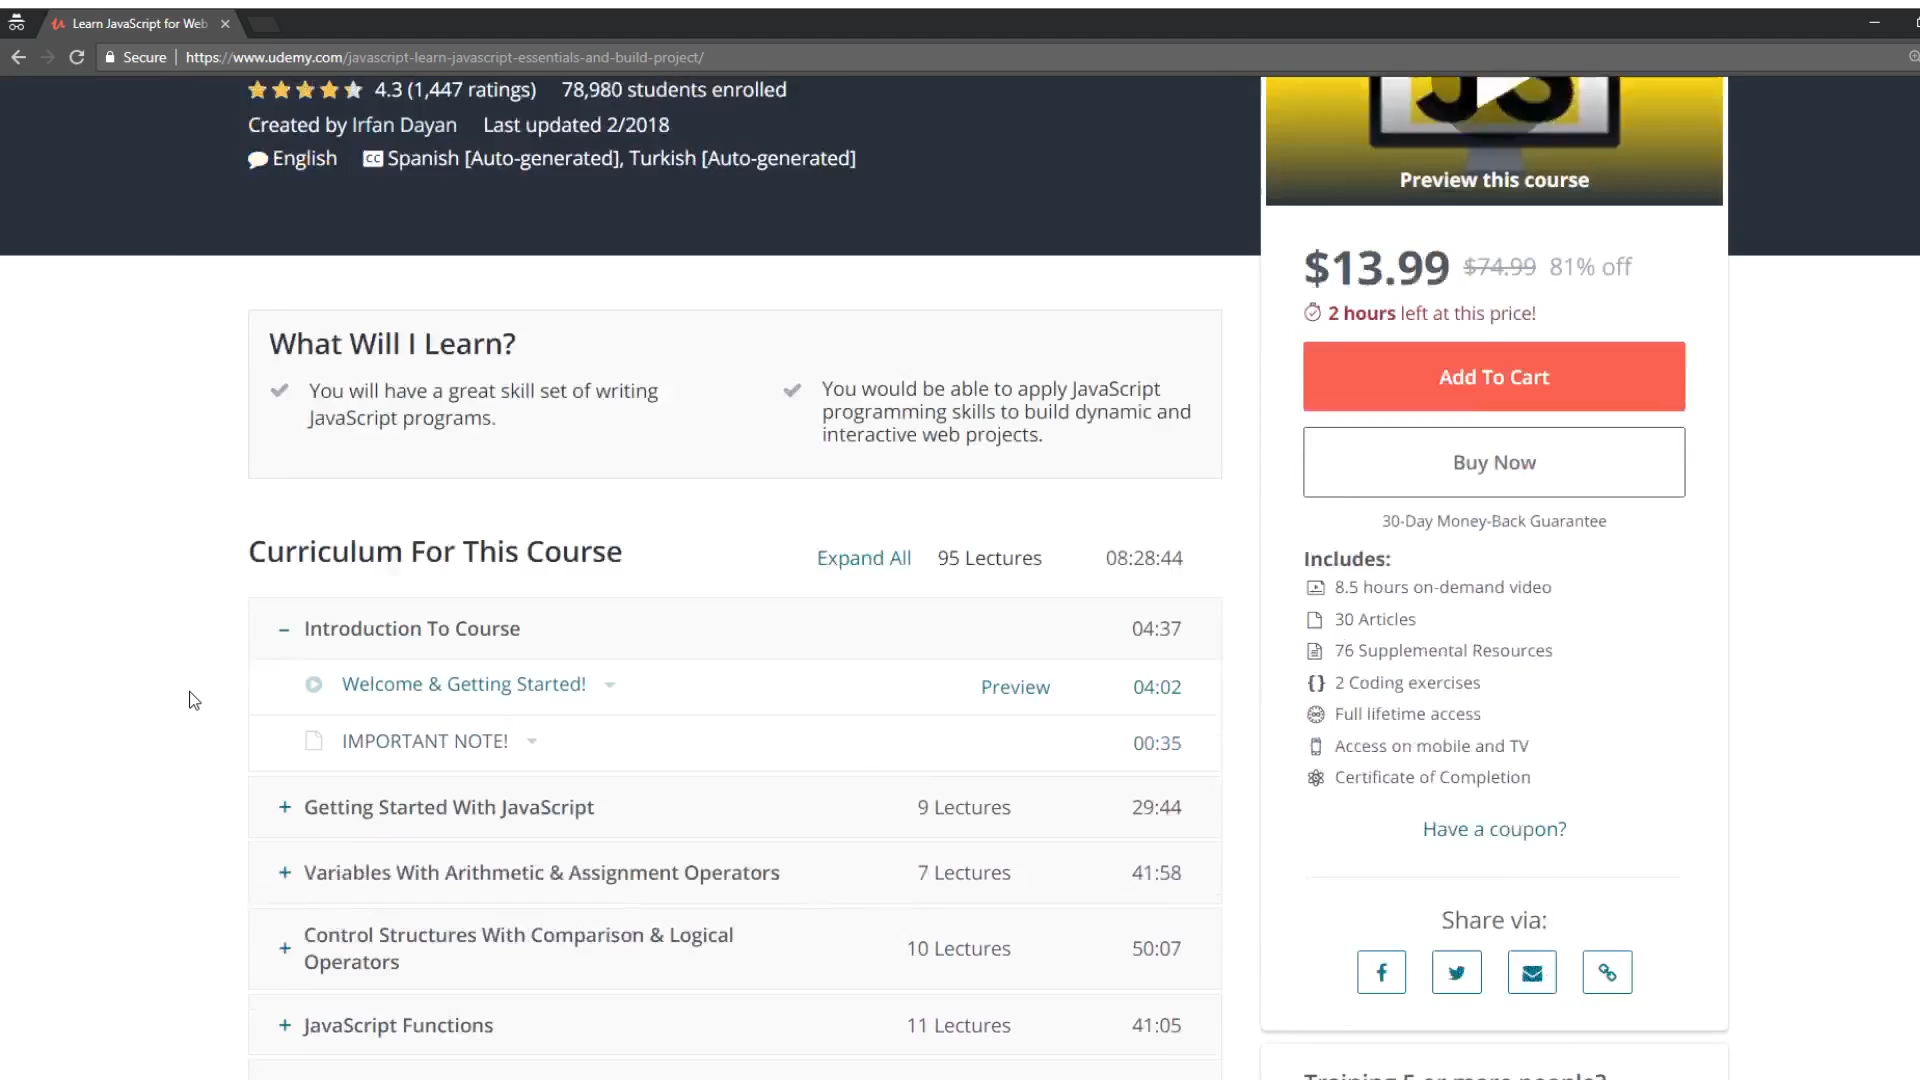 Learn JavaScript for Web
Secure
https://www.udemy.com/javascript-learn-javascript-essentials-and-build-project/
4.3 (1,447 ratings) 78,980 students enrolled
Created by Irfan Dayan Last updated 2/2018
English CC Spanish [Auto-generated], Turkish [Auto-generated]
JS
Preview this course
$13.99 $74.99 81% off
2 hours left at this price!
Add To Cart
Buy Now
30-Day Money-Back Guarantee
Includes:
8.5 hours on-demand video
30 Articles
76 Supplemental Resources
2 Coding exercises
Full lifetime access
Access on mobile and TV
Certificate of Completion
Have a coupon?
Share via:
What Will I Learn?
You will have a great skill set of writing
JavaScript programs.
You would be able to apply JavaScript
programming skills to build dynamic and
interactive web projects.
Curriculum For This Course Expand All 95 Lectures 08:28:44
Introduction To Course 04:37
Welcome & Getting Started! Preview 04:02
IMPORTANT NOTE! 00:35
Getting Started With JavaScript 9 Lectures 29:44
Variables With Arithmetic & Assignment Operators 7 Lectures 41:58
Control Structures With Comparison & Logical
Operators 10 Lectures 50:07
JavaScript Functions 11 Lectures 41:05
Training 5 or more people?